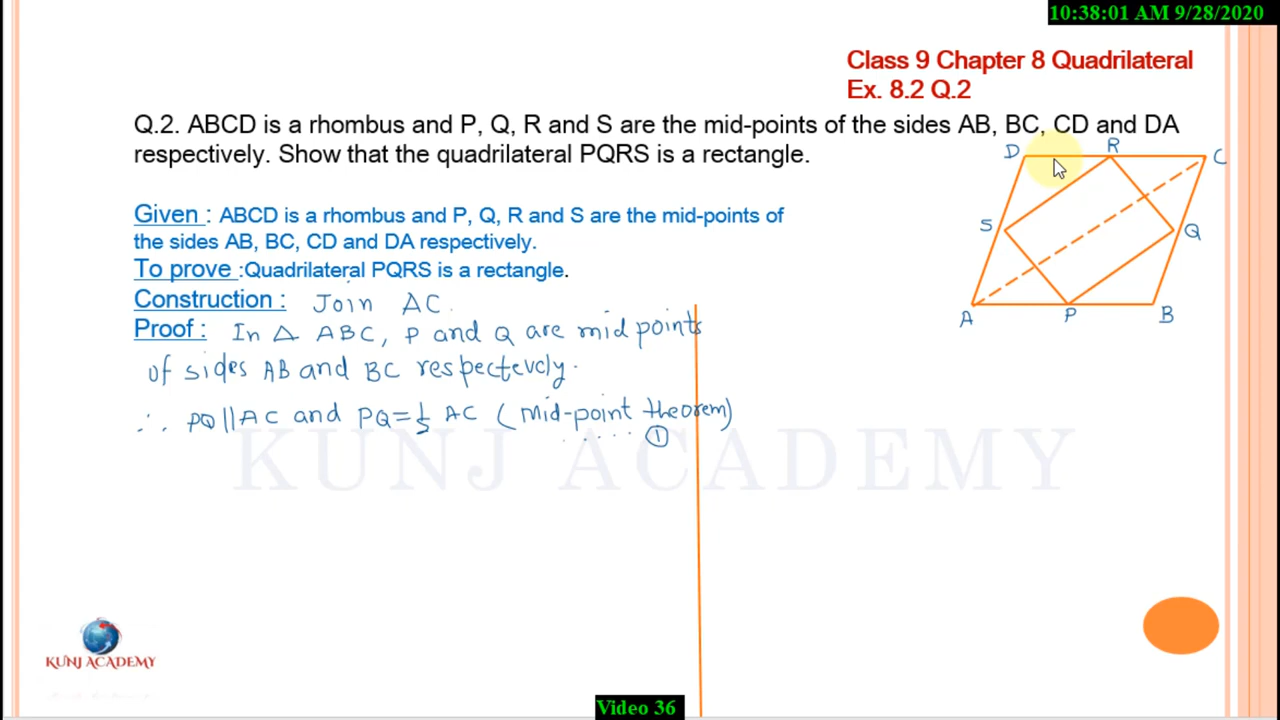 10:38:01 AM 9/28/2020
Class 9 Chapter 8 Quadrilateral
Ex. 8.2 Q.2
Q.2. ABCD is a rhombus and P, Q, R and S are the mid-points of the sides AB, BC, CD and DA
respectively. Show that the quadrilateral PQRS is a rectangle.
D R C
S Q
A P B
Given : ABCD is a rhombus and P, Q, R and S are the mid-points of
the sides AB, BC, CD and DA respectively.
To prove :Quadrilateral PQRS is a rectangle.
Construction : Join AC.
Proof : In △ ABC, P and Q are mid points
of sides AB and BC respectevcly.
∴ PQ || AC and PQ = ½ AC (Mid-point theorem)
...... ①
KUNJ ACADEMY
KUNJ ACADEMY
Video 36